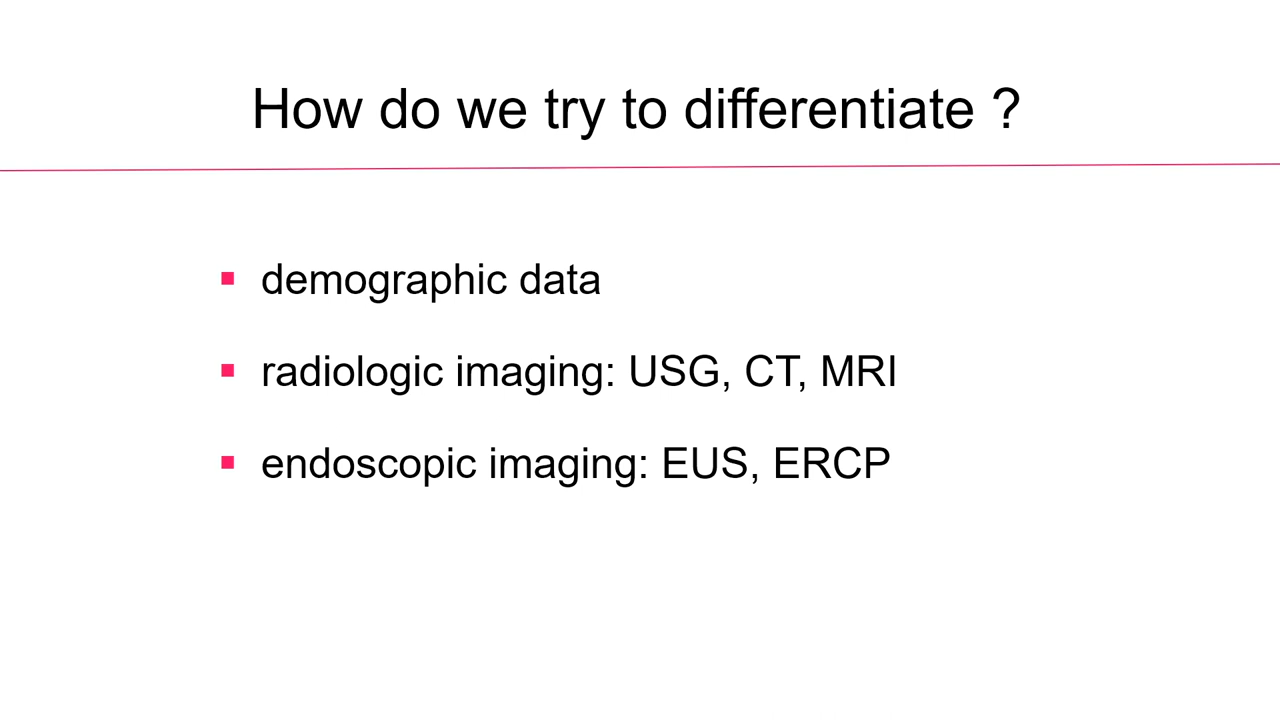 How do we try to differentiate ?
demographic data
radiologic imaging: USG, CT, MRI
endoscopic imaging: EUS, ERCP